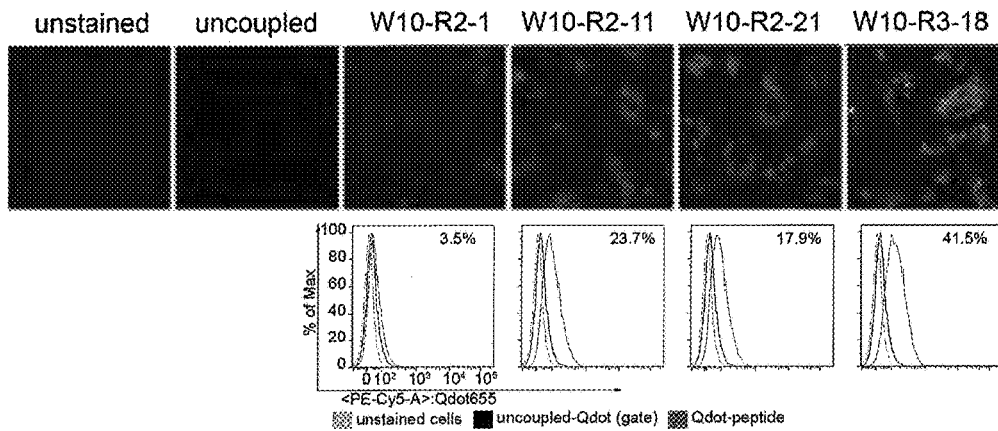 unstained uncoupled W10-R2-1 W10-R2-11 W10-R2-21 W10-R3-18
100 3.5% 23.7% 17.9% 41.5%
80
60
40
20
0
% of Max
0 10² 10³ 10⁴ 10⁵
<PE-Cy5-A>:Qdot655
unstained cells uncoupled-Qdot (gate) Qdot-peptide